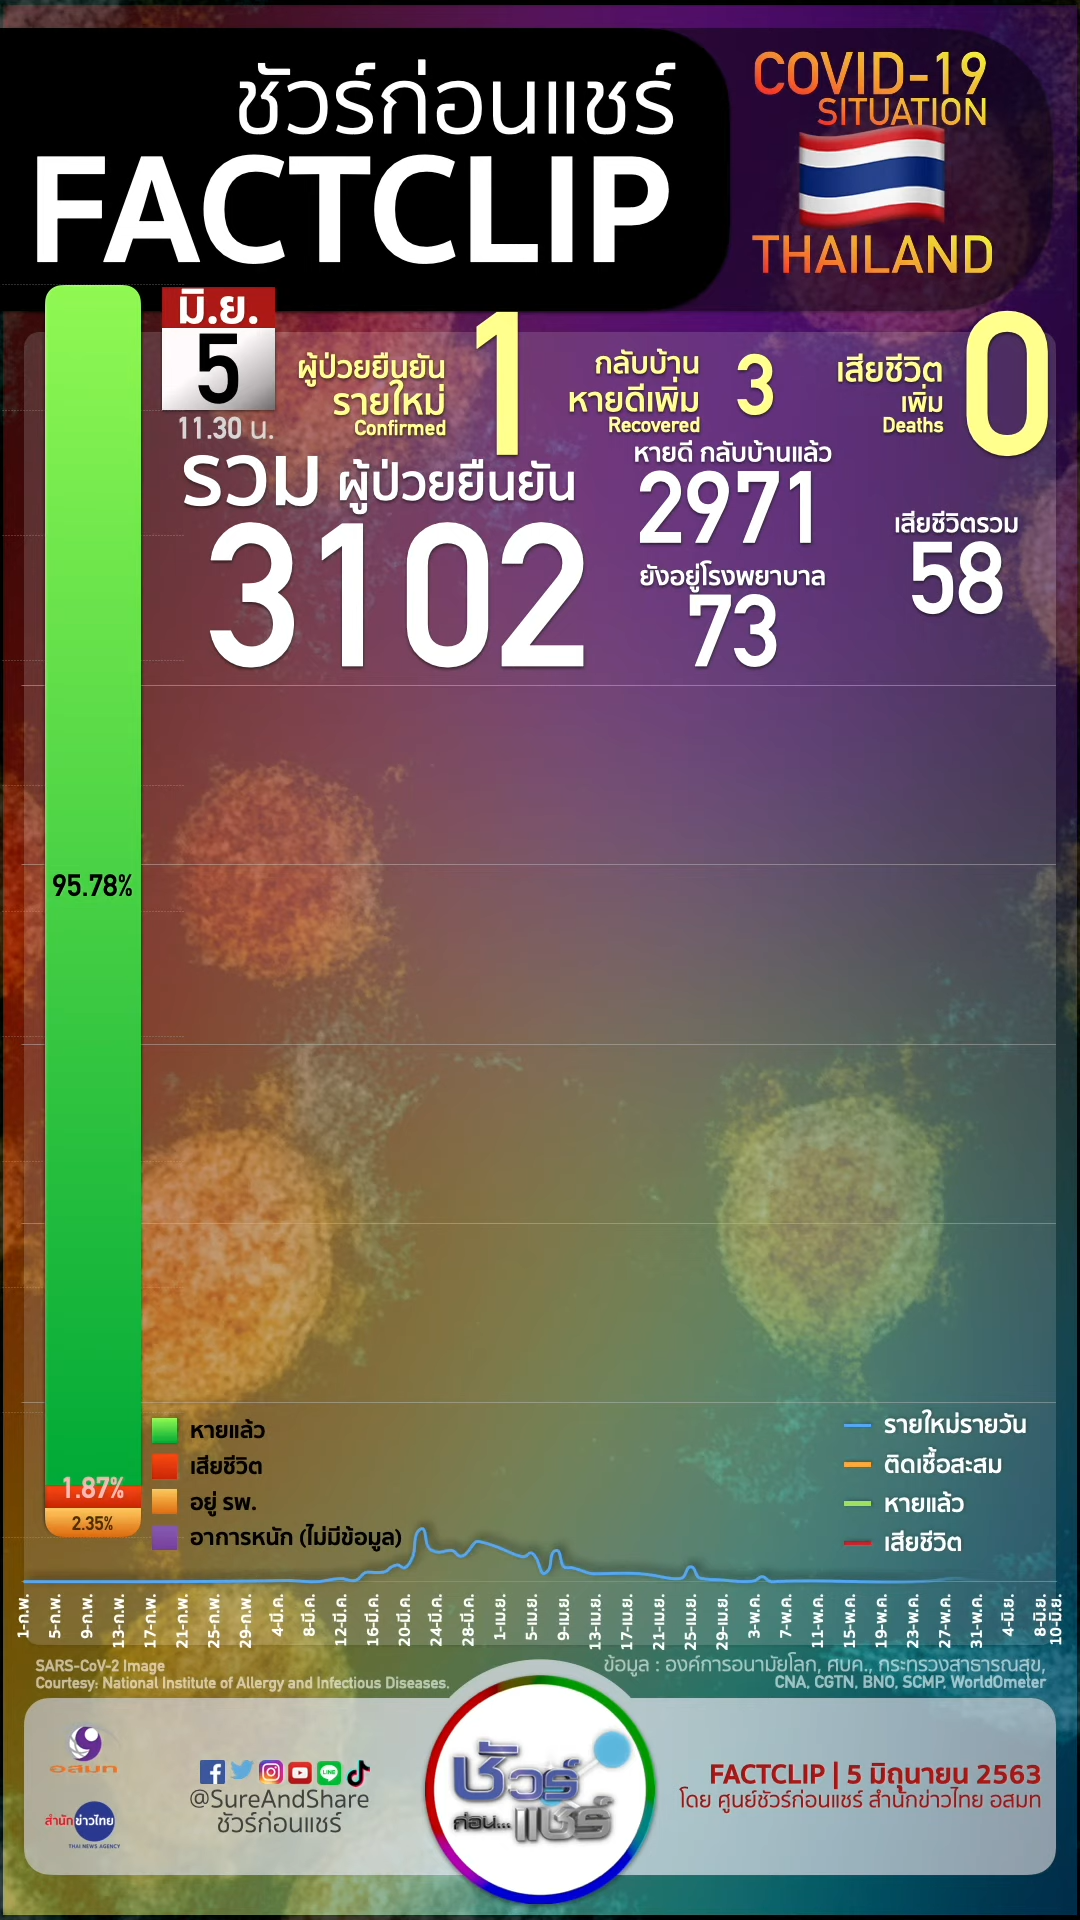 ชัวร์ก่อนแชร์
FACTCLIP
COVID-19
SITUATION
THAILAND
มิ.ย.
5
11.30 น.
ผู้ป่วยยืนยัน
รายใหม่
Confirmed
1
กลับบ้าน
หายดีเพิ่ม
Recovered
3
เสียชีวิต
เพิ่ม
Deaths
0
รวม ผู้ป่วยยืนยัน
3102
หายดี กลับบ้านแล้ว
2971
ยังอยู่โรงพยาบาล
73
เสียชีวิตรวม
58
95.78%
1.87%
2.35%
หายแล้ว
เสียชีวิต
อยู่ รพ.
อาการหนัก (ไม่มีข้อมูล)
รายใหม่รายวัน
ติดเชื้อสะสม
หายแล้ว
เสียชีวิต
1-ก.พ.
5-ก.พ.
9-ก.พ.
13-ก.พ.
17-ก.พ.
21-ก.พ.
25-ก.พ.
29-ก.พ.
4-มี.ค.
8-มี.ค.
12-มี.ค.
16-มี.ค.
20-มี.ค.
24-มี.ค.
28-มี.ค.
1-เม.ย.
5-เม.ย.
9-เม.ย.
13-เม.ย.
17-เม.ย.
21-เม.ย.
25-เม.ย.
29-เม.ย.
3-พ.ค.
7-พ.ค.
11-พ.ค.
15-พ.ค.
19-พ.ค.
23-พ.ค.
27-พ.ค.
31-พ.ค.
4-มิ.ย.
8-มิ.ย.
10-มิ.ย.
SARS-CoV-2 Image
Courtesy: National Institute of Allergy and Infectious Diseases.
ข้อมูล : องค์การอนามัยโลก, ศบค., กระทรวงสาธารณสุข,
CNA, CGTN, BNO, SCMP, WorldOmeter
อสมท
สำนักข่าวไทย
THAI NEWS AGENCY
LINE
@SureAndShare
ชัวร์ก่อนแชร์
ชัวร์
ก่อน...แชร์
FACTCLIP | 5 มิถุนายน 2563
โดย ศูนย์ชัวร์ก่อนแชร์ สำนักข่าวไทย อสมท